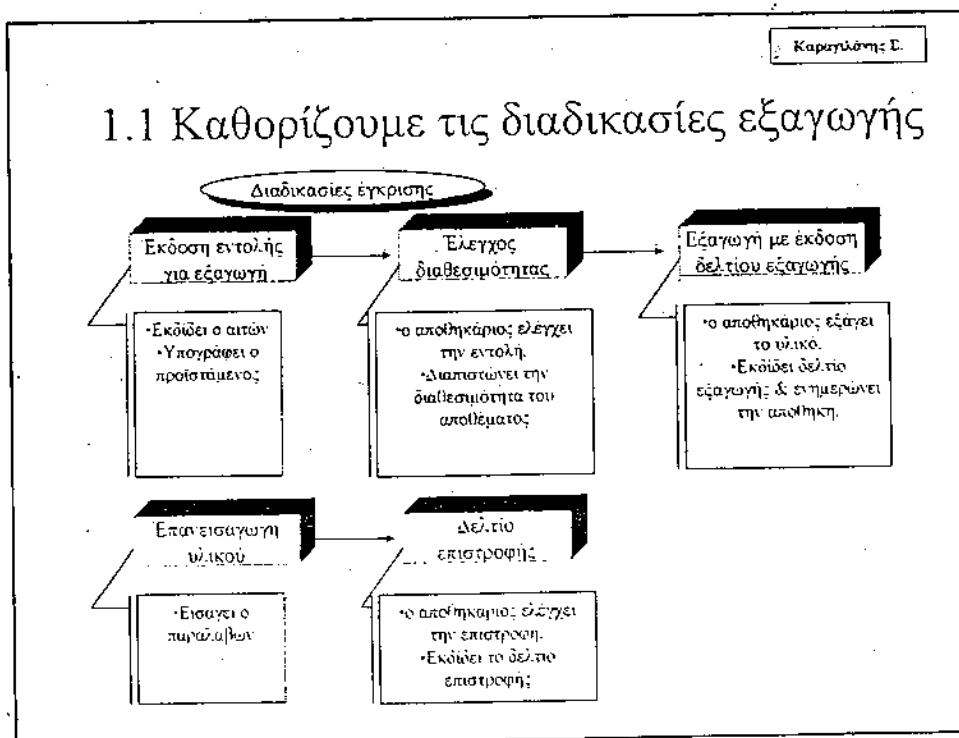 Καραγιάνης Σ.
1.1 Καθορίζουμε τις διαδικασίες εξαγωγής
Διαδικασίες έγκρισης
Έκδοση εντολής
για εξαγωγή
Έλεγχος
διαθεσιμότητας
Εξαγωγή με έκδοση
δελτίου εξαγωγής
•Εκδίδει ο αιτών
•Υπογράφει ο
προϊστάμενος
•ο αποθηκάριος ελέγχει
την εντολή.
•Διαπιστώνει την
διαθεσιμότητα του
αποθέματος
•ο αποθηκάριος εξάγει
το υλικό.
•Εκδίδει δελτίο
εξαγωγής & ενημερώνει
την αποθήκη.
Επανεισαγωγή
υλικού
Δελτίο
επιστροφής
•Εισάγει ο
παραλαβών
•ο αποθηκάριος ελέγχει
την επιστροφή.
•Εκδίδει το δελτίο
επιστροφής